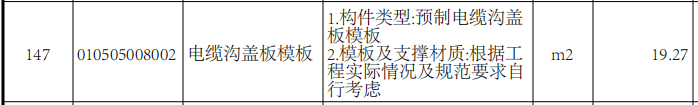 147 010505008002 电缆沟盖板模板 1.构件类型:预制电缆沟盖
板模板
2.模板及支撑材质:根据工
程实际情况及规范要求自
行考虑 m2 19.27